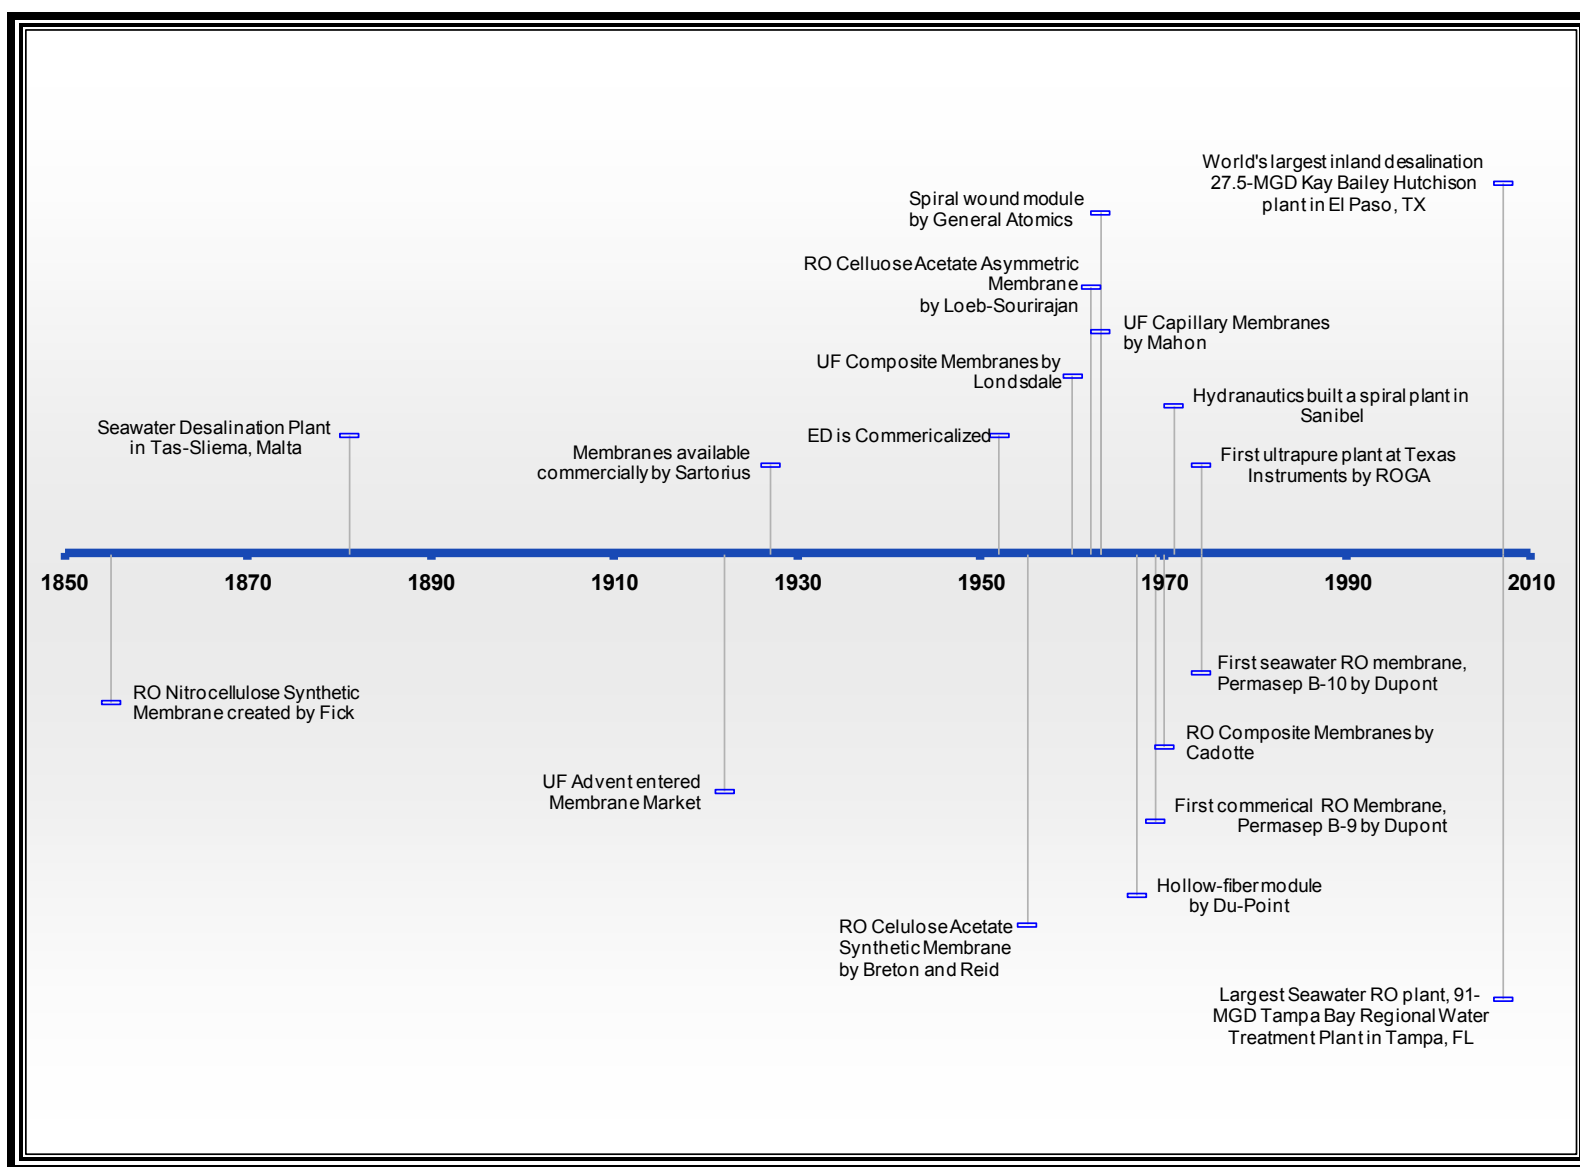 World's largest inland desalination
27.5-MGD Kay Bailey Hutchison
plant in El Paso, TX
Spiral wound module
by General Atomics
RO Celluose Acetate Asymmetric
Membrane
by Loeb-Sourirajan
UF Capillary Membranes
by Mahon
UF Composite Membranes by
Londsdale
Hydranautics built a spiral plant in
Sanibel
Seawater Desalination Plant
in Tas-Sliema, Malta
ED is Commericalized
Membranes available
commercially by Sartorius
First ultrapure plant at Texas
Instruments by ROGA
1850 1870 1890 1910 1930 1950 1970 1990 2010
First seawater RO membrane,
Permasep B-10 by Dupont
RO Nitrocellulose Synthetic
Membrane created by Fick
RO Composite Membranes by
Cadotte
UF Advent entered
Membrane Market
First commerical RO Membrane,
Permasep B-9 by Dupont
Hollow-fiber module
by Du-Point
RO Celulose Acetate
Synthetic Membrane
by Breton and Reid
Largest Seawater RO plant, 91-
MGD Tampa Bay Regional Water
Treatment Plant in Tampa, FL